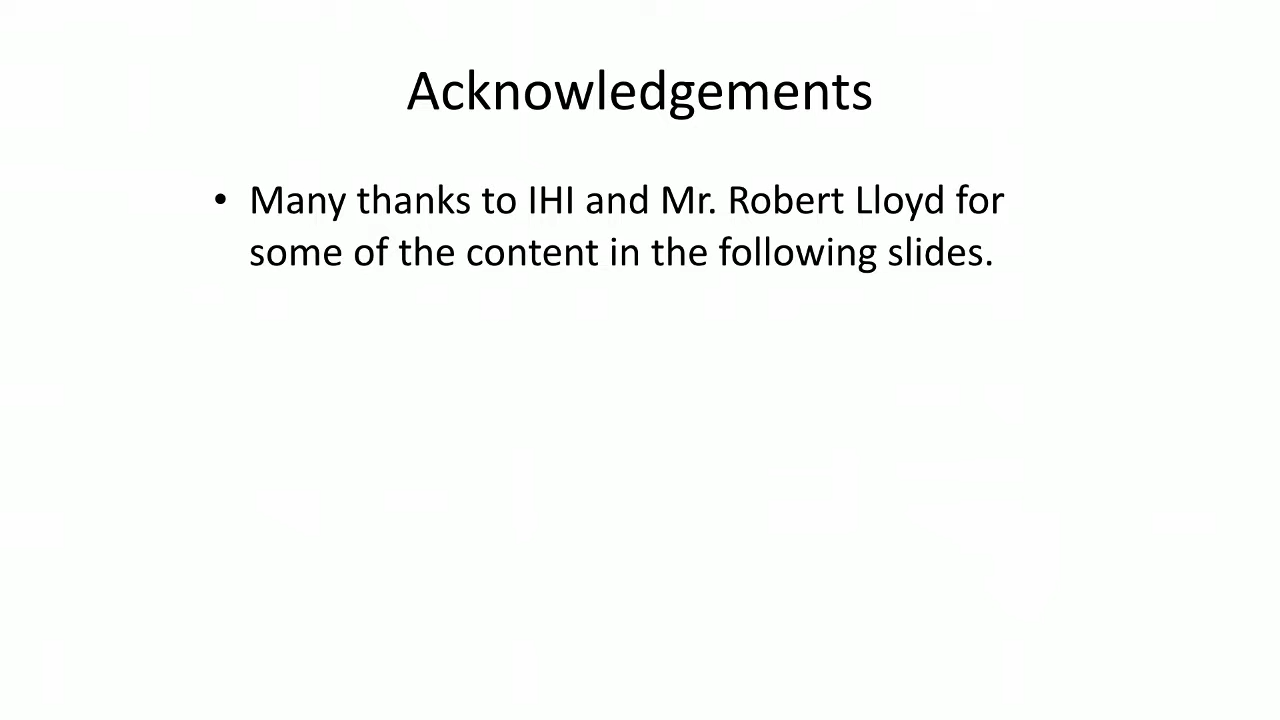 Acknowledgements
• Many thanks to IHI and Mr. Robert Lloyd for
some of the content in the following slides.